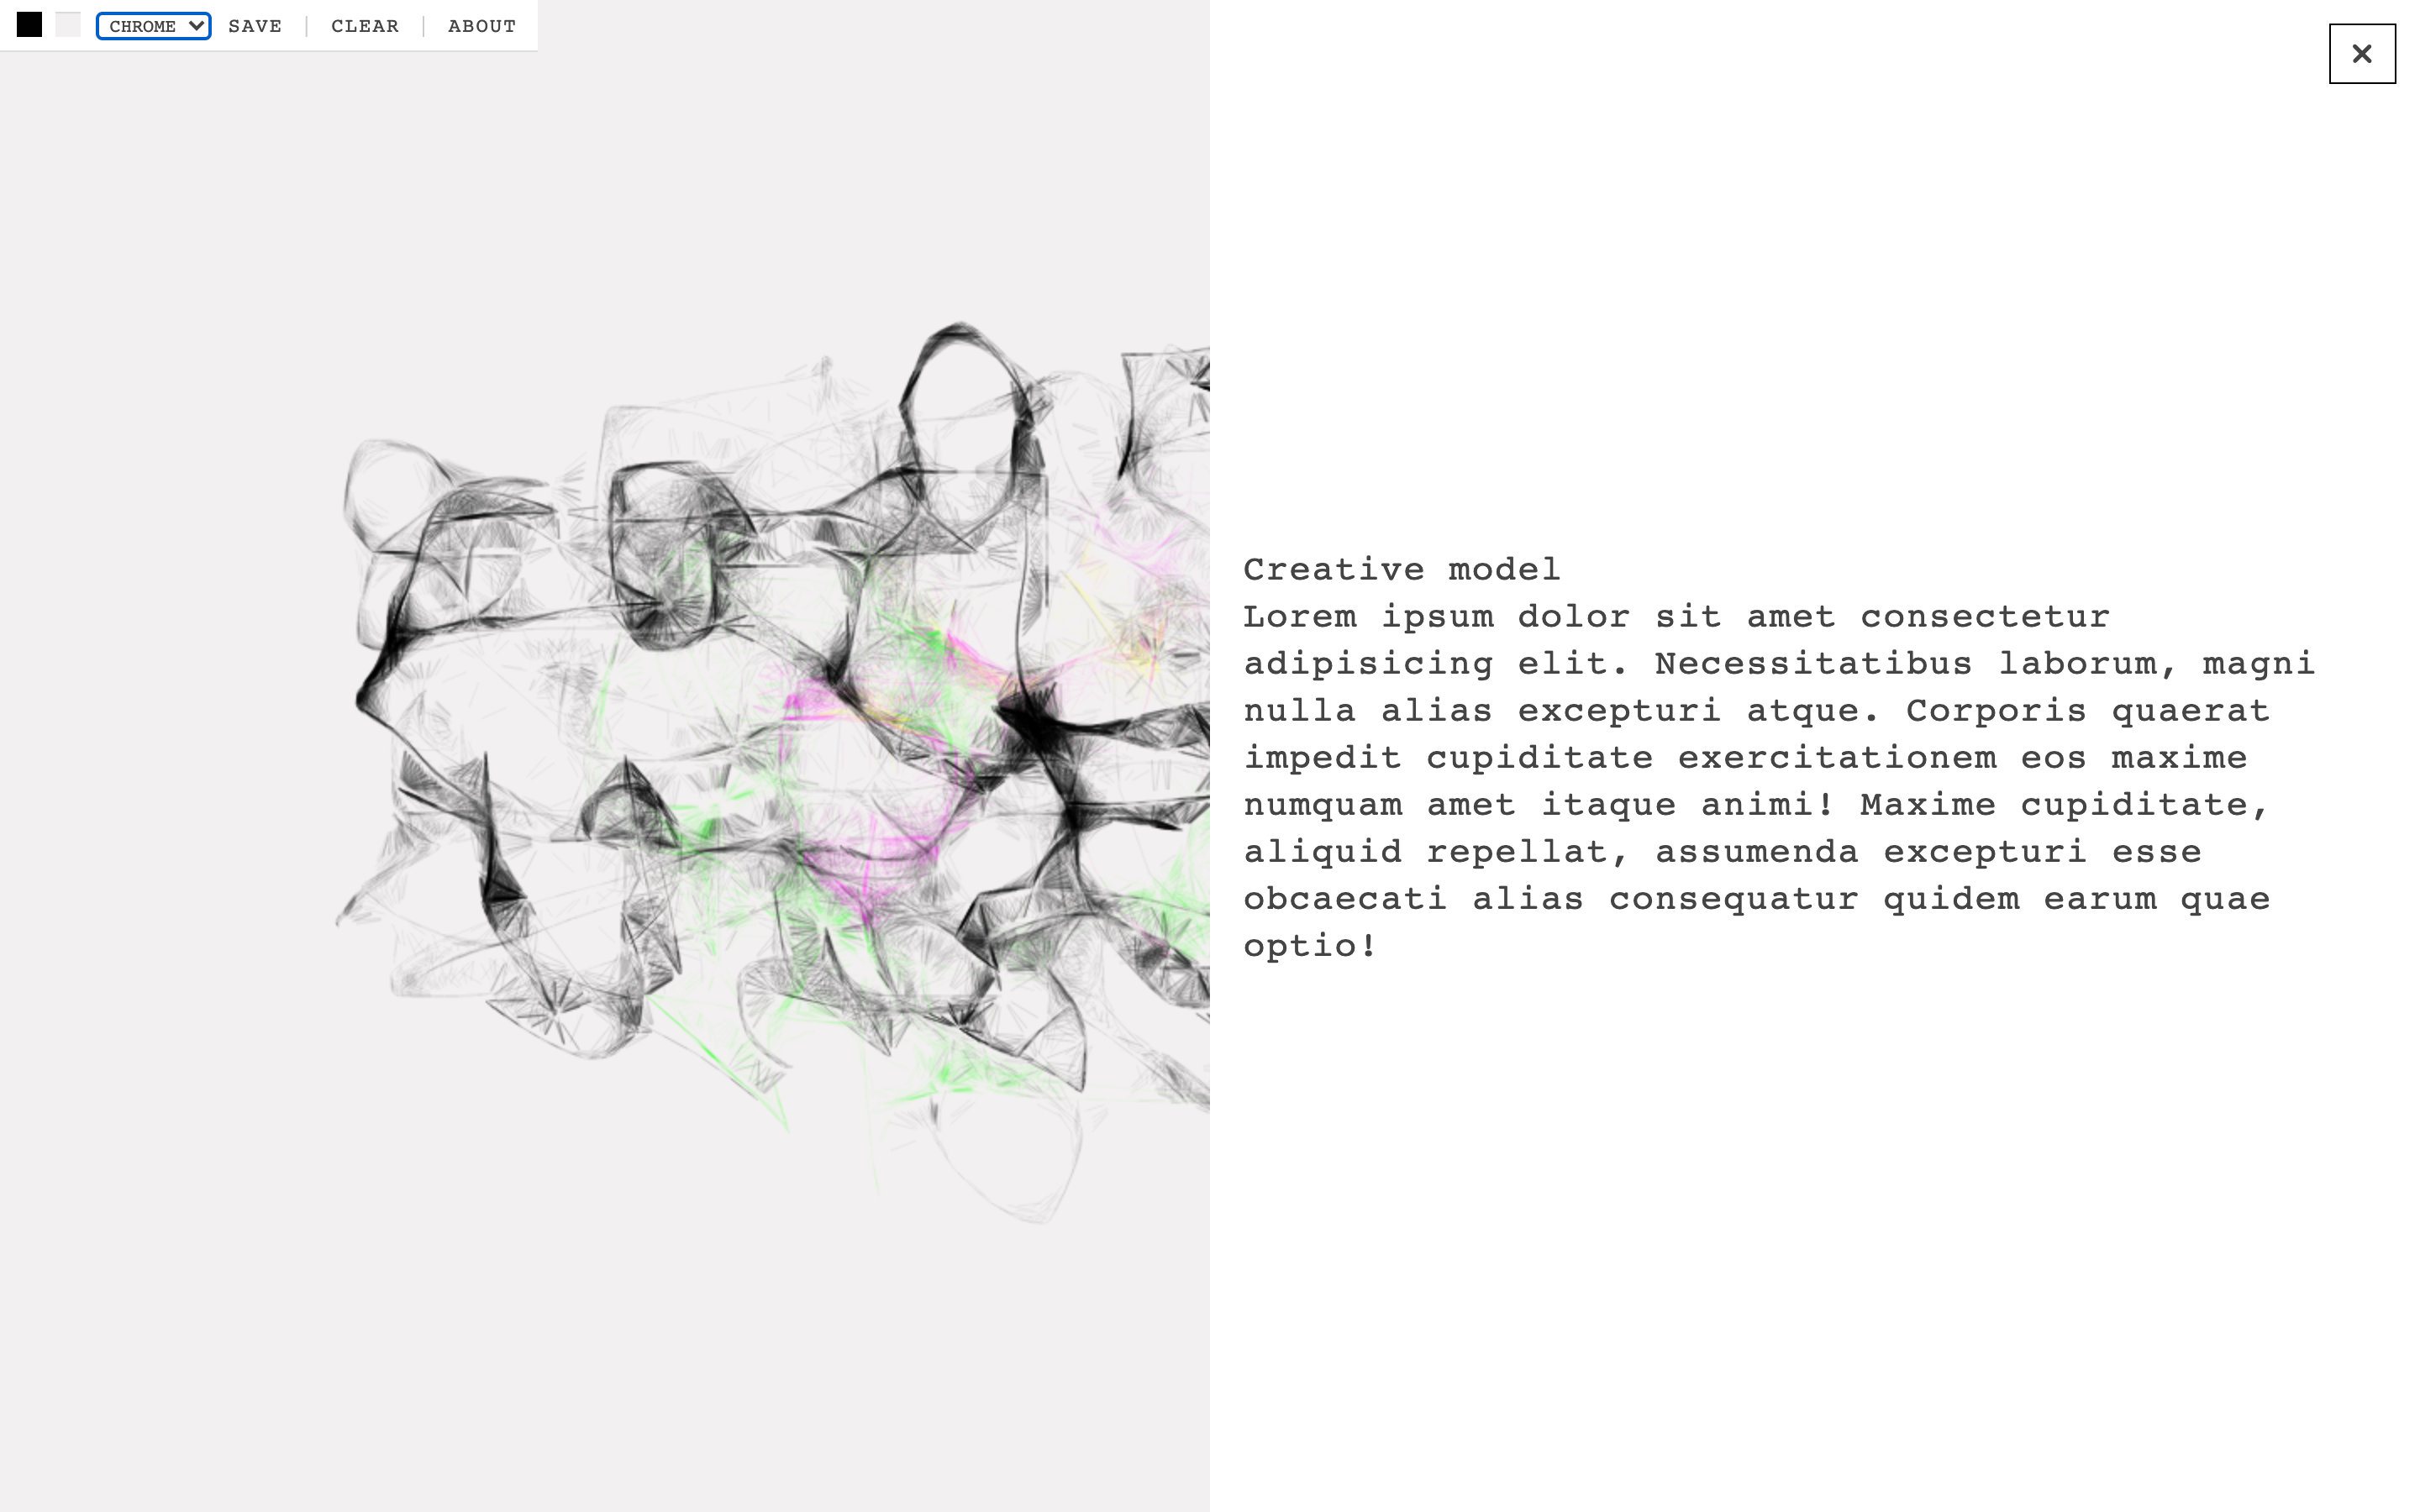 CHROME SAVE | CLEAR | ABOUT
Creative model
Lorem ipsum dolor sit amet consectetur
adipisicing elit. Necessitatibus laborum, magni
nulla alias excepturi atque. Corporis quaerat
impedit cupiditate exercitationem eos maxime
numquam amet itaque animi! Maxime cupiditate,
aliquid repellat, assumenda excepturi esse
obcaecati alias consequatur quidem earum quae
optio!